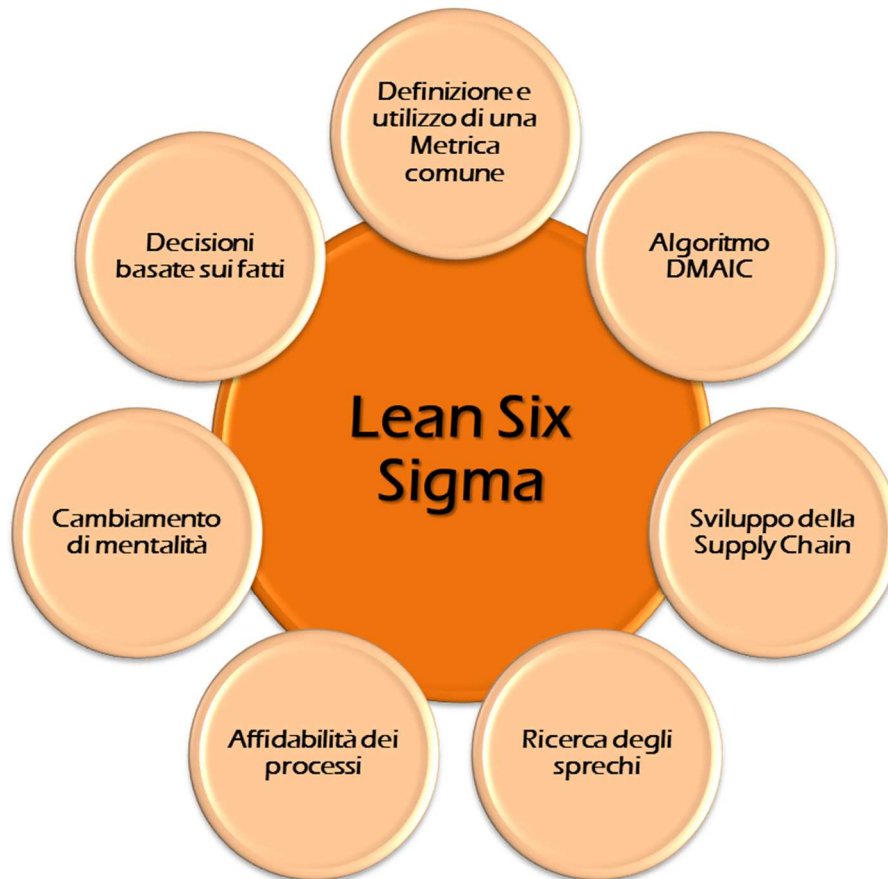 Definizione e
utilizzo di una
Metrica
comune
Algoritmo
DMAIC
Sviluppo della
Supply Chain
Ricerca degli
sprechi
Affidabilità dei
processi
Cambiamento
di mentalità
Decisioni
basate sui fatti
Lean Six
Sigma